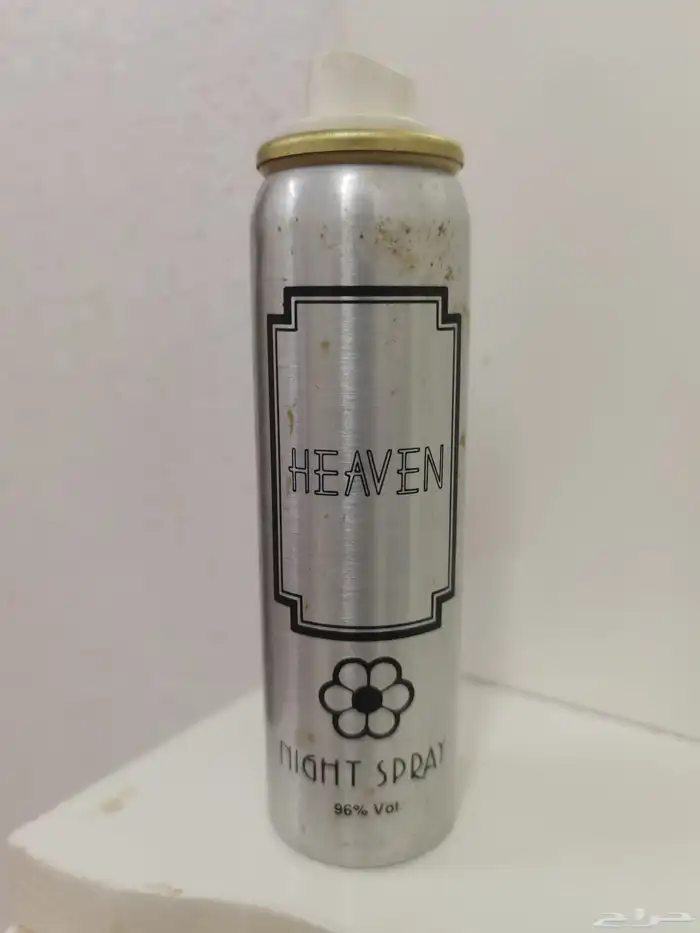 HEAVEN
NIGHT SPRAY
96% Vol
حراج